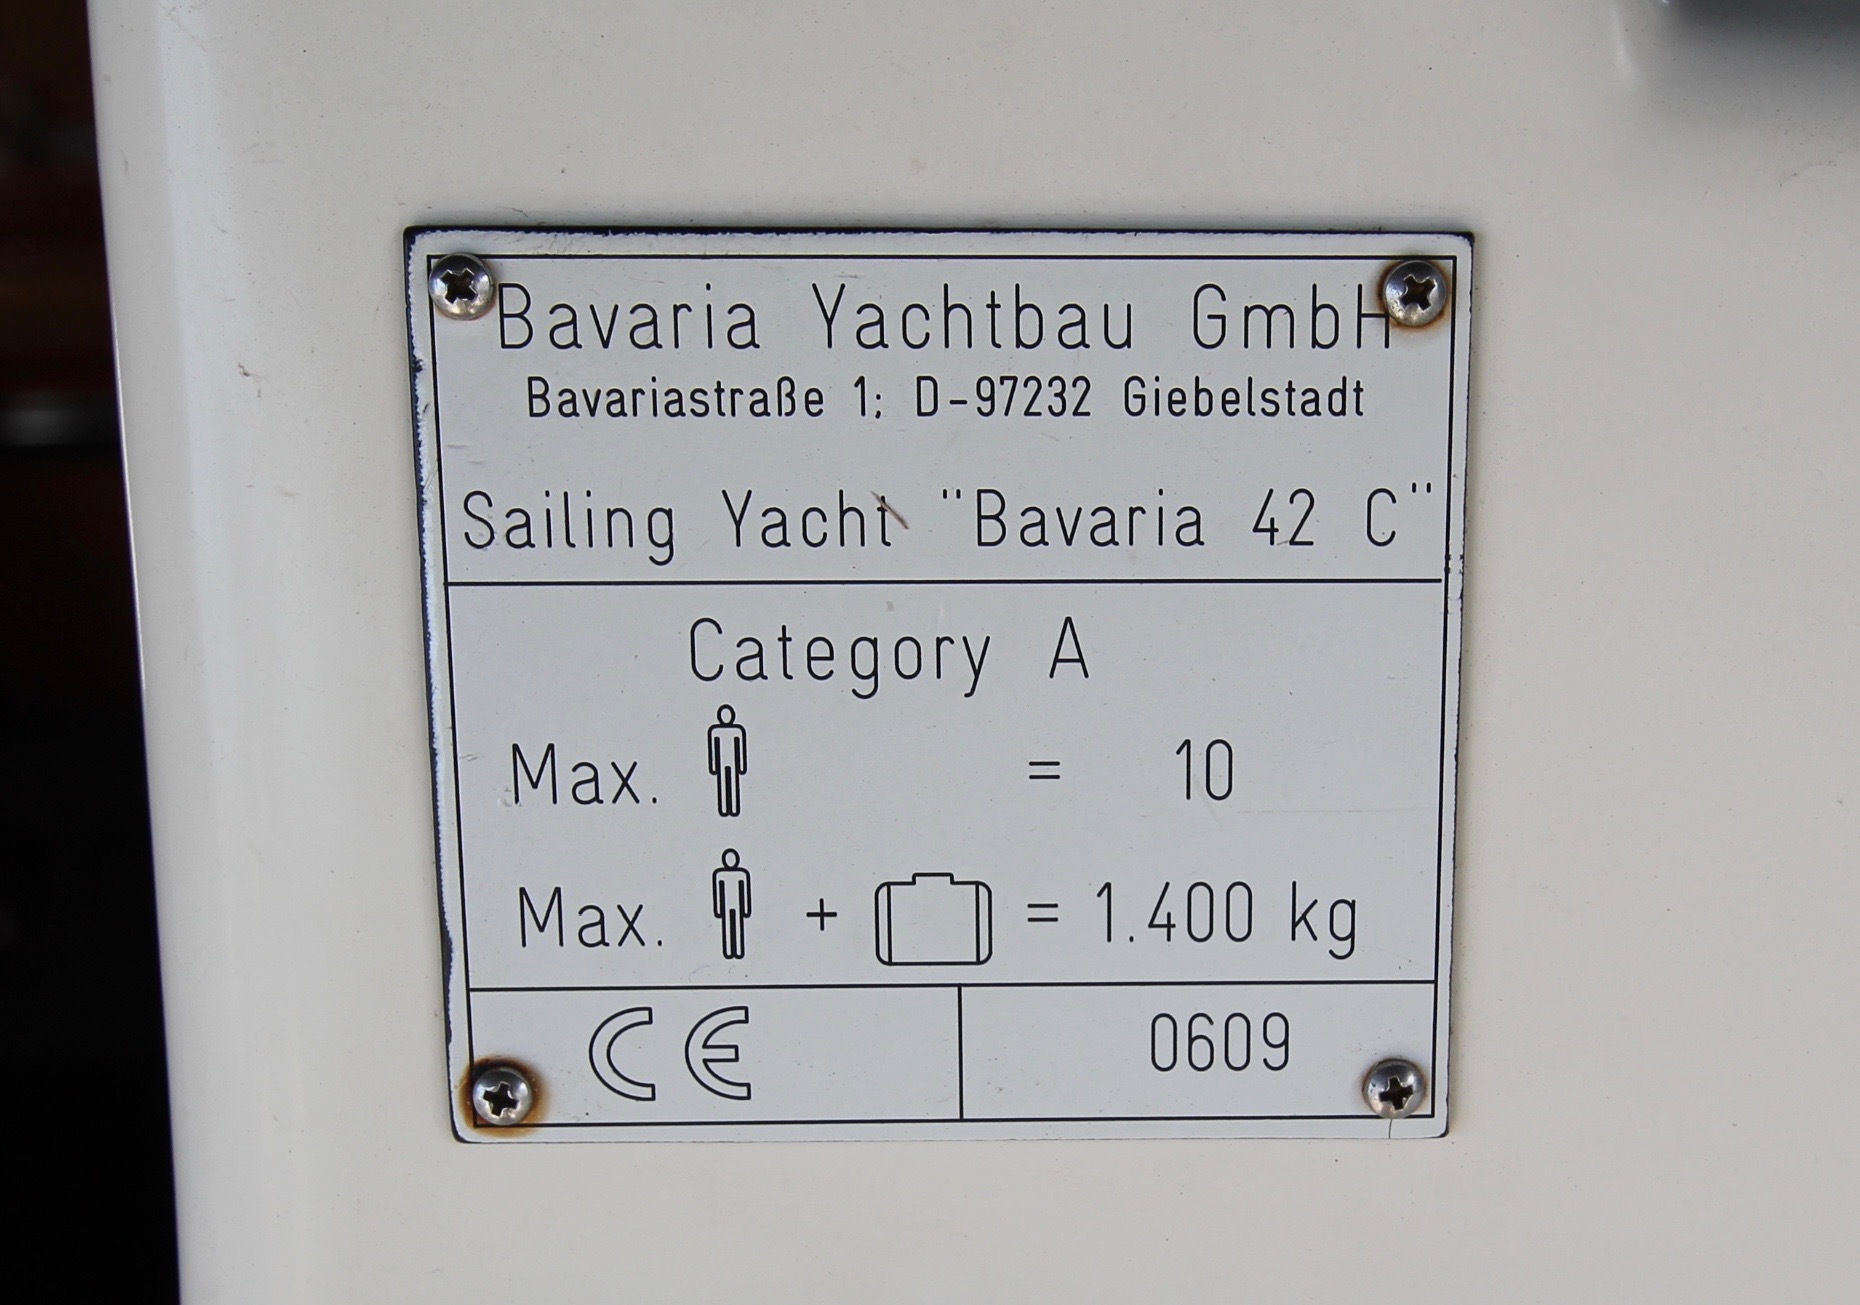 Bavaria Yachtbau GmbH
Bavariastraße 1; D-97232 Giebelstadt
Sailing Yacht "Bavaria 42 C"
Category A
Max. = 10
Max. + = 1.400 kg
CE 0609